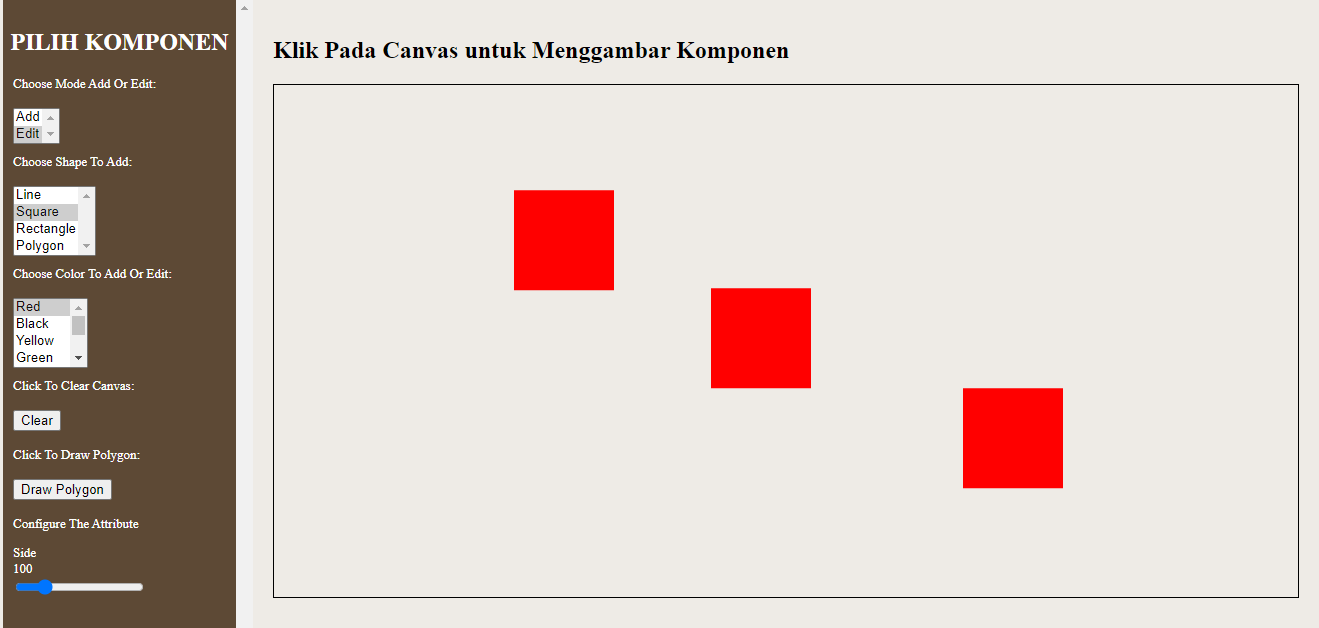 PILIH KOMPONEN
Choose Mode Add Or Edit:
Add
Edit
Choose Shape To Add:
Line
Square
Rectangle
Polygon
Choose Color To Add Or Edit:
Red
Black
Yellow
Green
Click To Clear Canvas:
Clear
Click To Draw Polygon:
Draw Polygon
Configure The Attribute
Side
100
Klik Pada Canvas untuk Menggambar Komponen